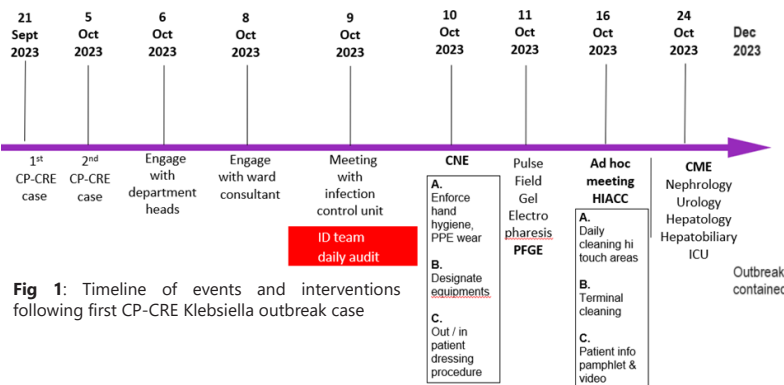 21
Sept
2023
5
Oct
2023
6
Oct
2023
8
Oct
2023
9
Oct
2023
10
Oct
2023
11
Oct
2023
16
Oct
2023
24
Oct
2023
Dec
2023
1st
CP-CRE
case
2nd
CP-CRE
case
Engage
with
department
heads
Engage
with ward
consultant
Meeting
with
infection
control unit
ID team
daily audit
CNE
A.
Enforce
hand
hygiene,
PPE wear
B.
Designate
equipments
C.
Out / in
patient
dressing
procedure
Pulse
Field
Gel
Electro
pharesis
PFGE
Ad hoc
meeting
HIACC
A.
Daily
cleaning hi
touch areas
B.
Terminal
cleaning
C.
Patient info
pamphlet &
video
CME
Nephrology
Urology
Hepatology
Hepatobiliary
ICU
Outbreak
contained
Fig 1: Timeline of events and interventions
following first CP-CRE Klebsiella outbreak case